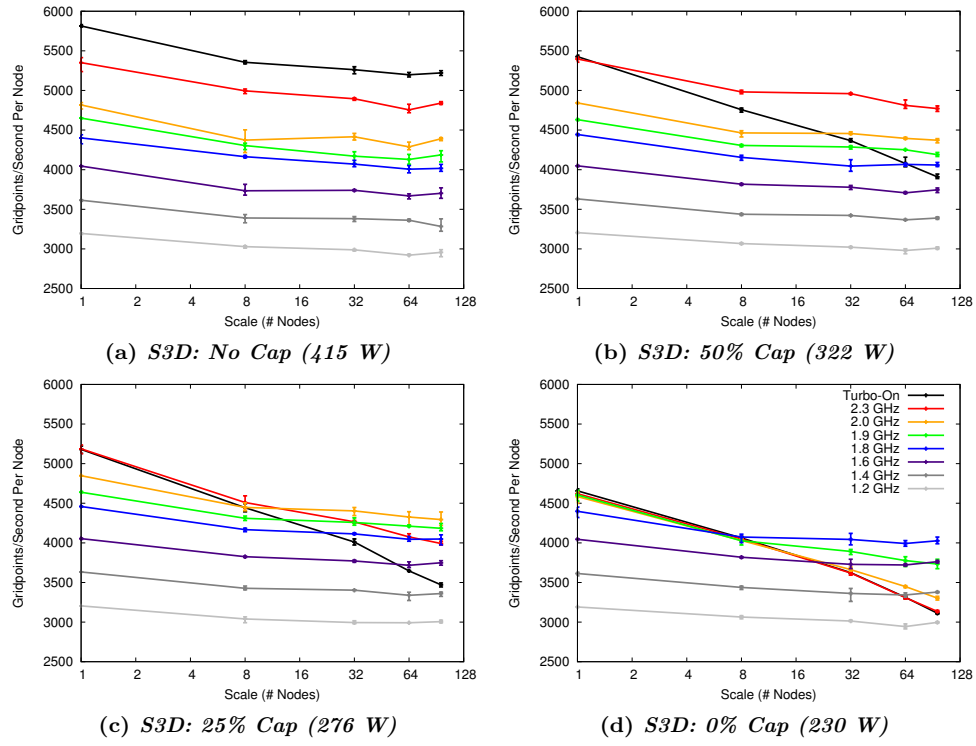 Gridpoints/Second Per Node
6000
5500
5000
4500
4000
3500
3000
2500
1 2 4 8 16 32 64 128
Scale (# Nodes)
(a) S3D: No Cap (415 W)
Gridpoints/Second Per Node
6000
5500
5000
4500
4000
3500
3000
2500
1 2 4 8 16 32 64 128
Scale (# Nodes)
(b) S3D: 50% Cap (322 W)
Gridpoints/Second Per Node
6000
5500
5000
4500
4000
3500
3000
2500
1 2 4 8 16 32 64 128
Scale (# Nodes)
(c) S3D: 25% Cap (276 W)
Gridpoints/Second Per Node
6000
5500
5000
4500
4000
3500
3000
2500
Turbo-On
2.3 GHz
2.0 GHz
1.9 GHz
1.8 GHz
1.6 GHz
1.4 GHz
1.2 GHz
1 2 4 8 16 32 64 128
Scale (# Nodes)
(d) S3D: 0% Cap (230 W)